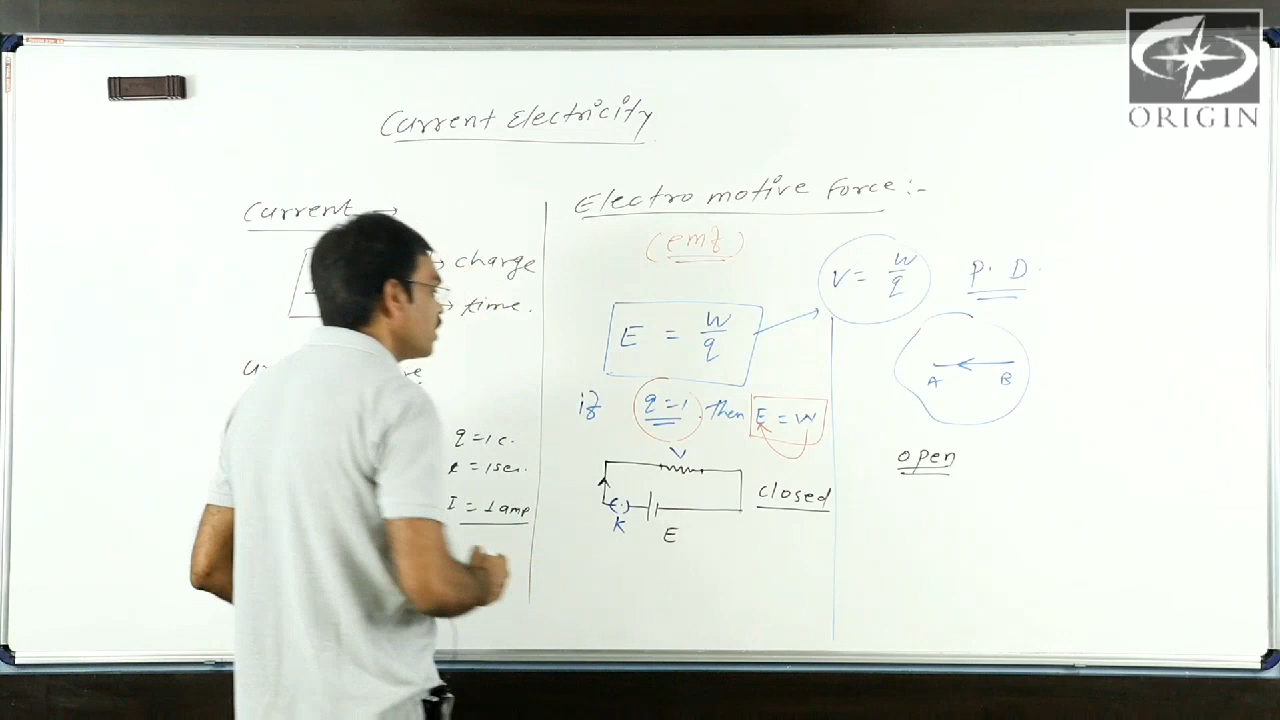 ORIGIN
Current Electricity
Current →
charge
time.
q = 1 c.
t = 1 sec.
I = 1 amp
Electro motive Force :-
(emf)
E = W/q
if q = 1 then E = W
V
K
E
closed
V = W/q
P. D.
A B
open